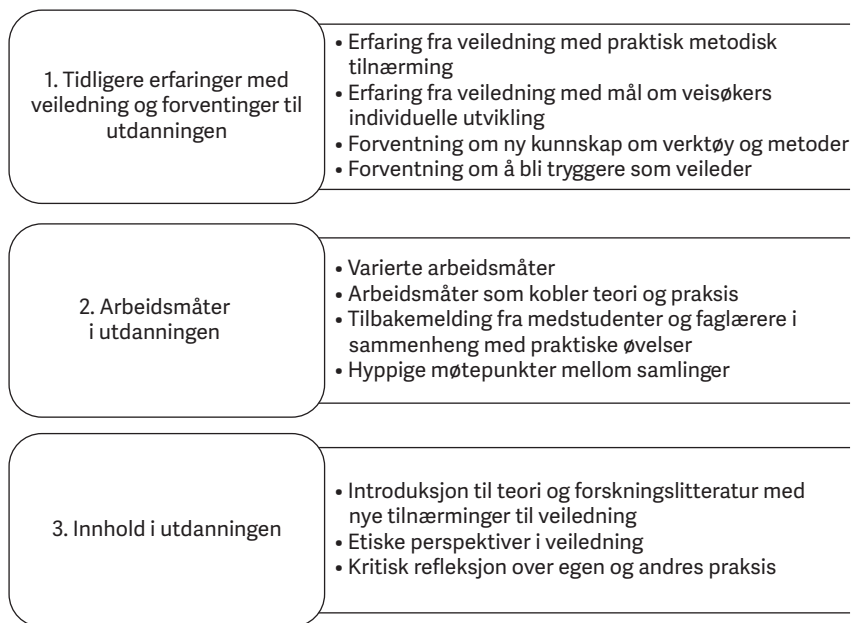 1. Tidligere erfaringer med
veiledning og forventinger til
utdanningen
• Erfaring fra veiledning med praktisk metodisk
tilnærming
• Erfaring fra veiledning med mål om veisøkers
individuelle utvikling
• Forventning om ny kunnskap om verktøy og metoder
• Forventning om å bli tryggere som veileder
2. Arbeidsmåter
i utdanningen
• Varierte arbeidsmåter
• Arbeidsmåter som kobler teori og praksis
• Tilbakemelding fra medstudenter og faglærere i
sammenheng med praktiske øvelser
• Hyppige møtepunkter mellom samlinger
3. Innhold i utdanningen
• Introduksjon til teori og forskningslitteratur med
nye tilnærminger til veiledning
• Etiske perspektiver i veiledning
• Kritisk refleksjon over egen og andres praksis